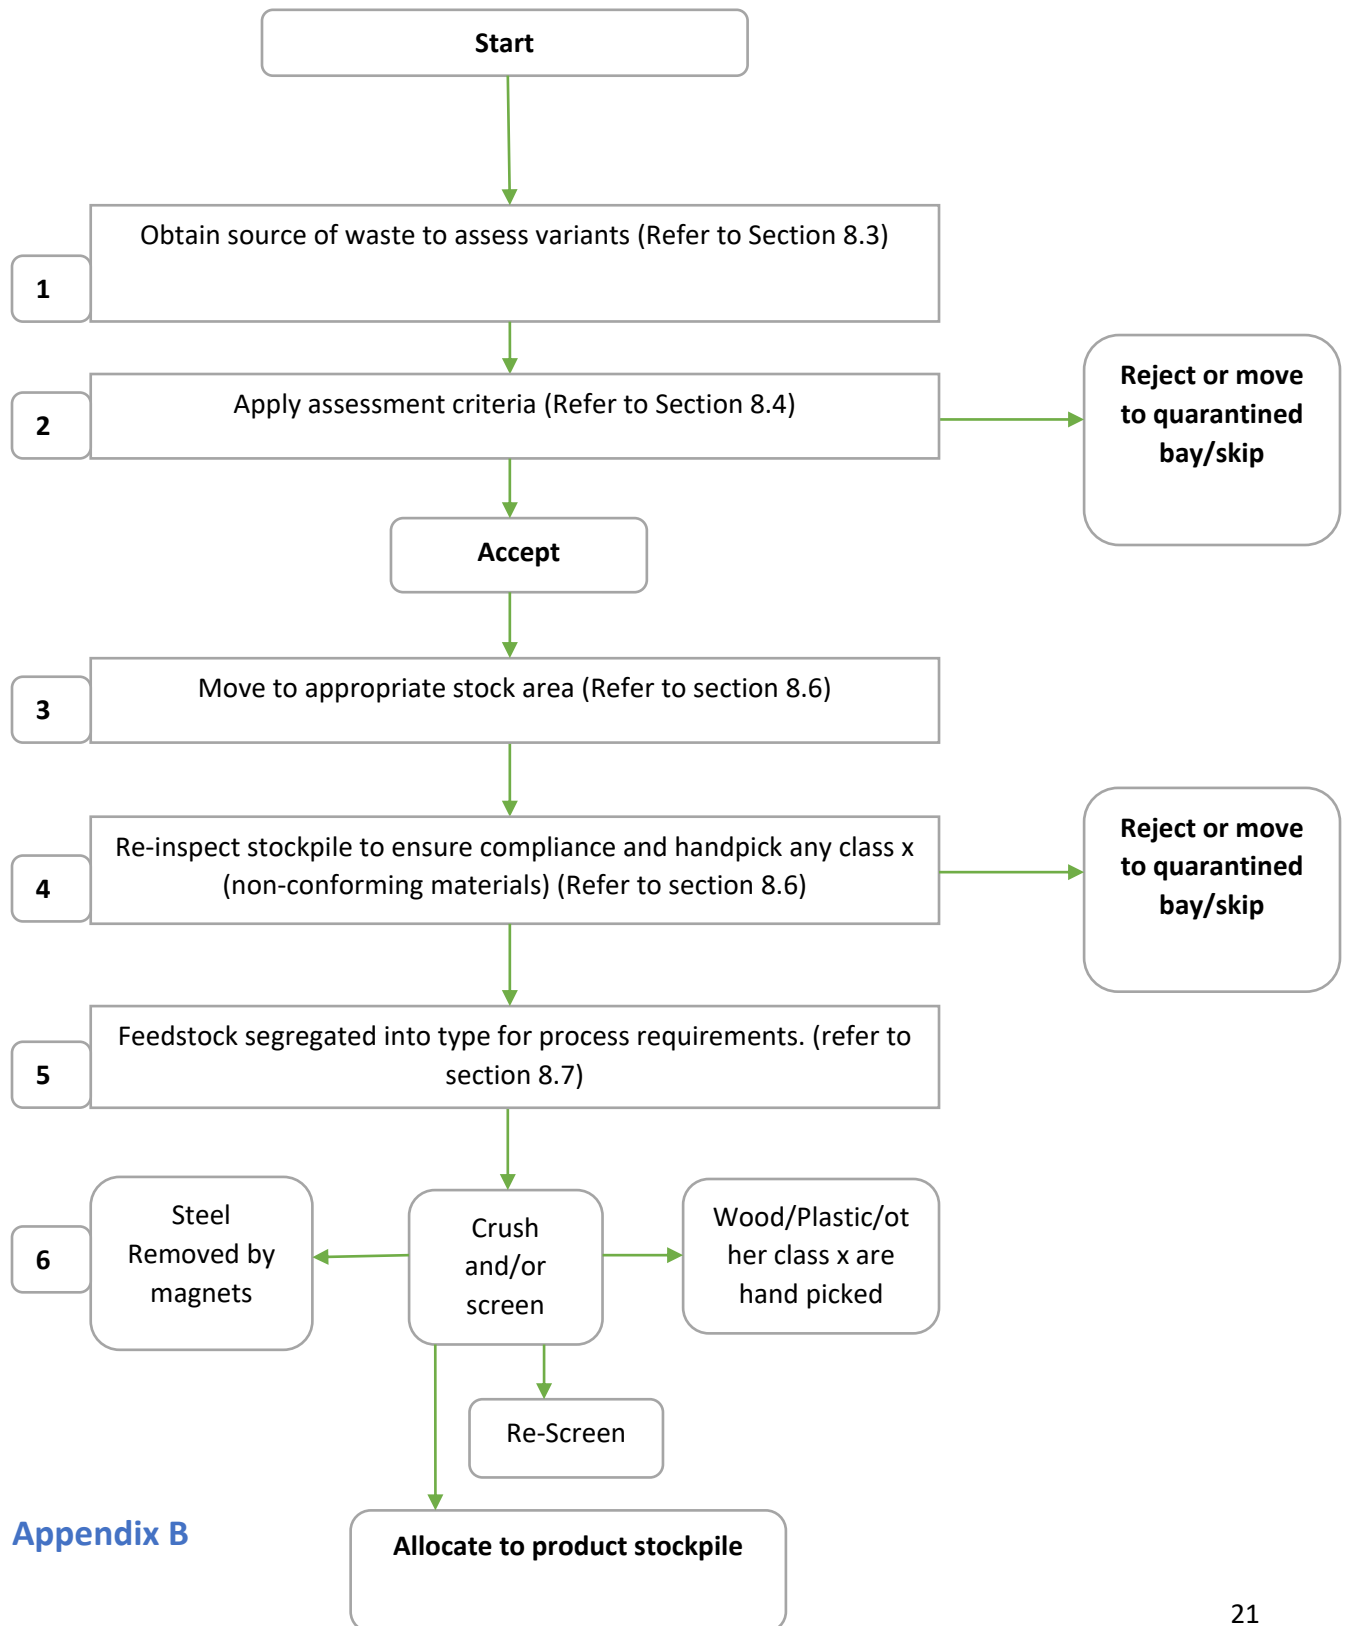 Start
Obtain source of waste to assess variants (Refer to Section 8.3)
1
Apply assessment criteria (Refer to Section 8.4)
2
Reject or move
to quarantined
bay/skip
Accept
Move to appropriate stock area (Refer to section 8.6)
3
Re-inspect stockpile to ensure compliance and handpick any class x
(non-conforming materials) (Refer to section 8.6)
4
Reject or move
to quarantined
bay/skip
Feedstock segregated into type for process requirements. (refer to
section 8.7)
5
6
Steel
Removed by
magnets
Crush
and/or
screen
Wood/Plastic/ot
her class x are
hand picked
Re-Screen
Appendix B
Allocate to product stockpile
21